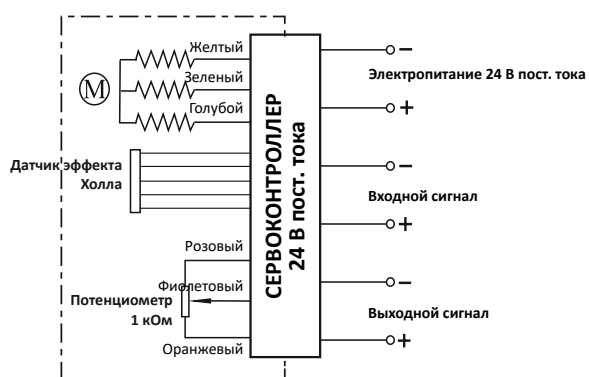 Желтый
Зеленый
Голубой
M
Датчик эффекта
Холла
Розовый
Фиолетовый
Потенциометр
1 кОм
Оранжевый
СЕРВОКОНТРОЛЛЕР
24 В пост. тока
−
Электропитание 24 В пост. тока
+
−
Входной сигнал
+
−
Выходной сигнал
+